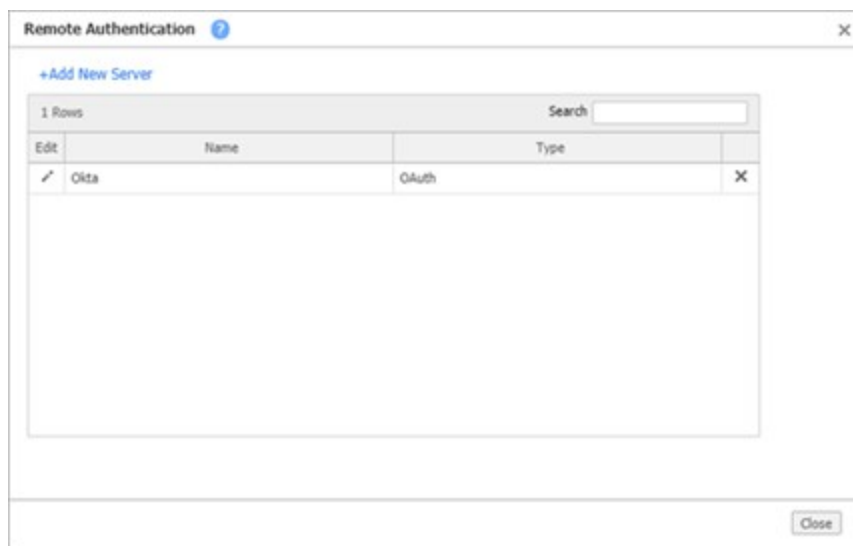 Remote Authentication ?
+Add New Server
1 Rows Search
Edit Name Type
Okta OAuth
Close